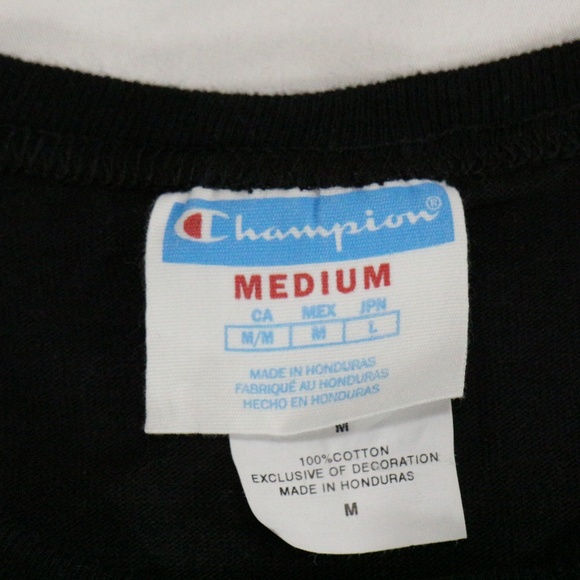 Champion®
MEDIUM
CA MEX JPN
M/M M L
MADE IN HONDURAS
FABRIQUÉ AU HONDURAS
HECHO EN HONDURAS
M
100%COTTON
EXCLUSIVE OF DECORATION
MADE IN HONDURAS
M